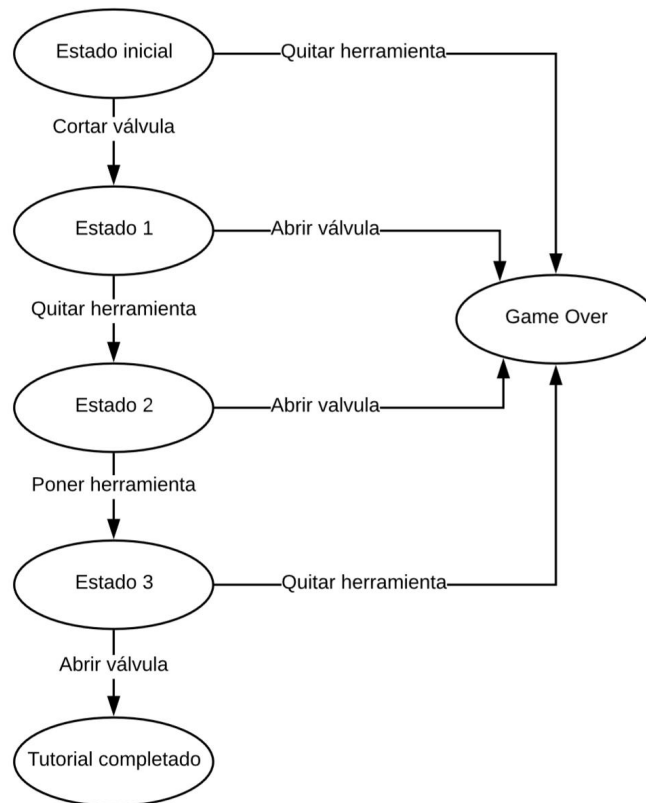 Estado inicial
Quitar herramienta
Cortar válvula
Estado 1
Abrir válvula
Quitar herramienta
Game Over
Estado 2
Abrir valvula
Poner herramienta
Estado 3
Quitar herramienta
Abrir válvula
Tutorial completado